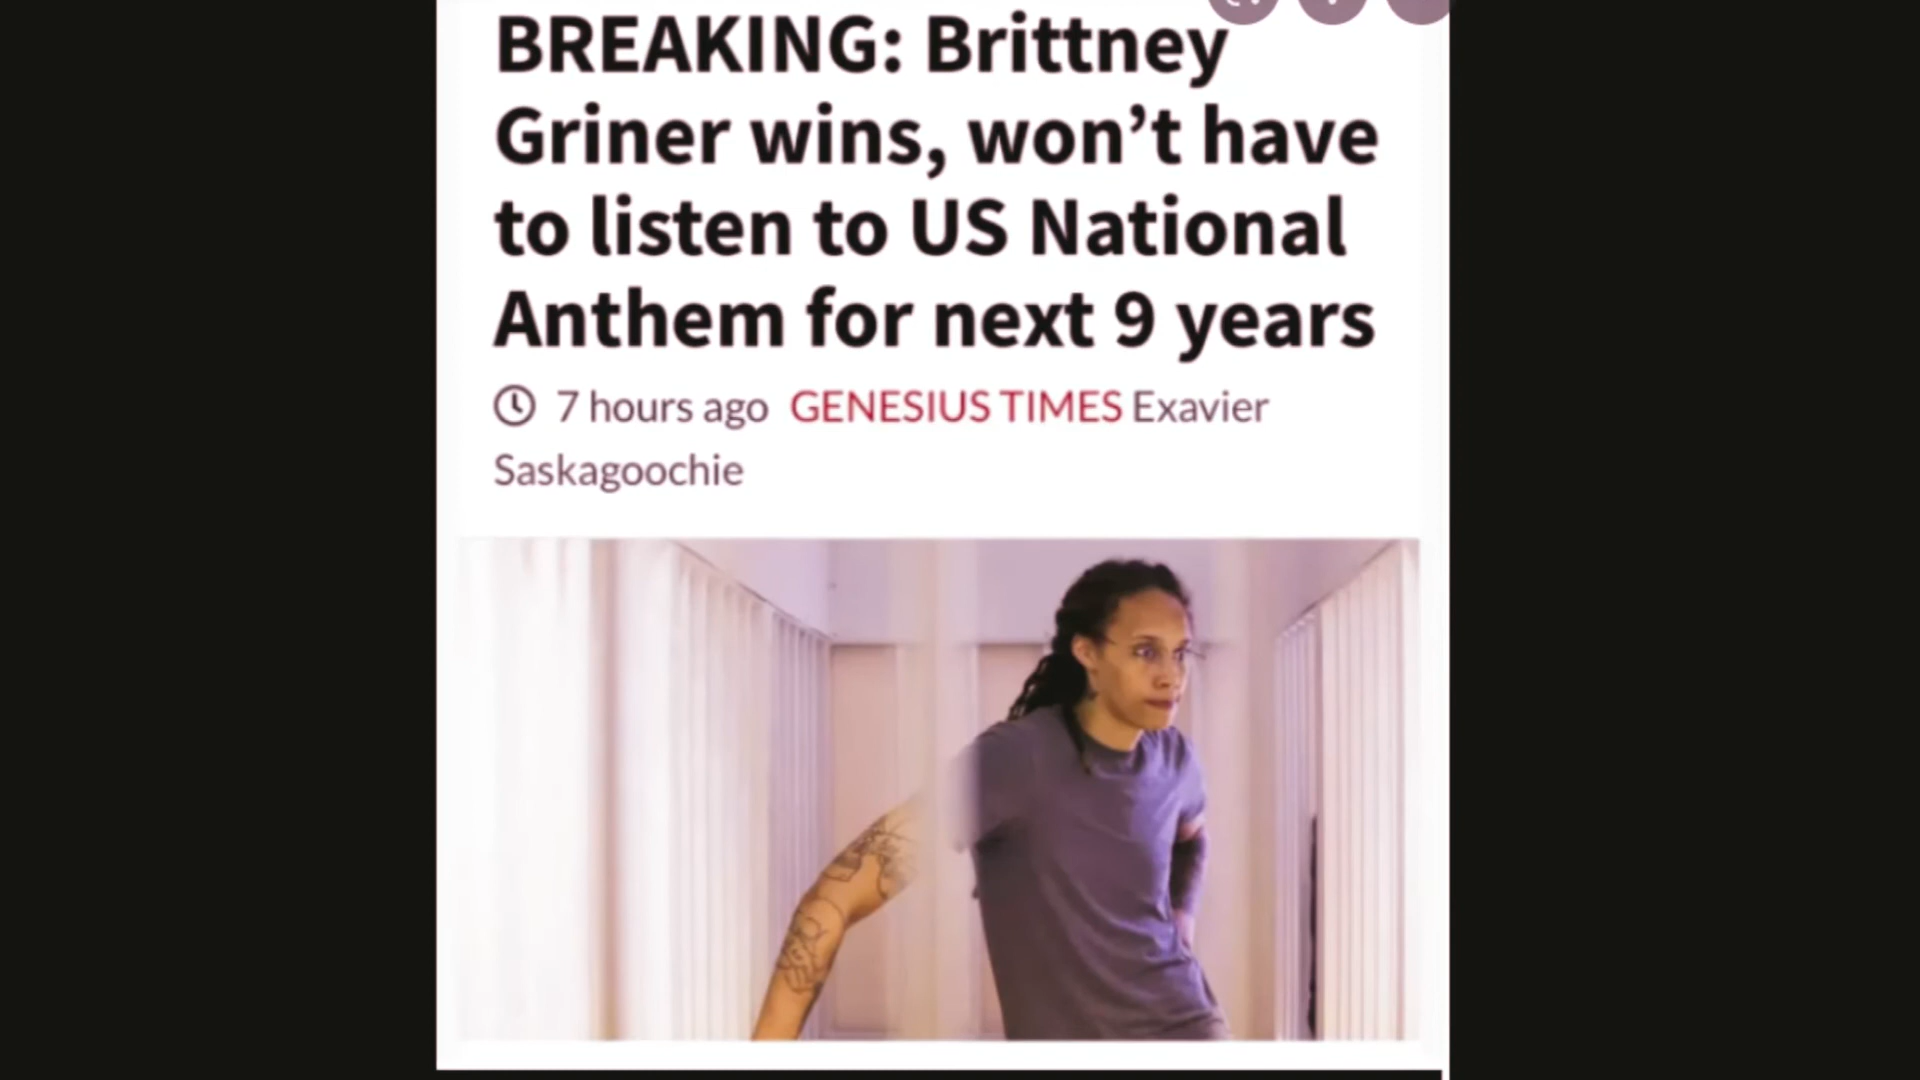 BREAKING: Brittney
Griner wins, won’t have
to listen to US National
Anthem for next 9 years
7 hours ago GENESIUS TIMES Exavier
Saskagoochie